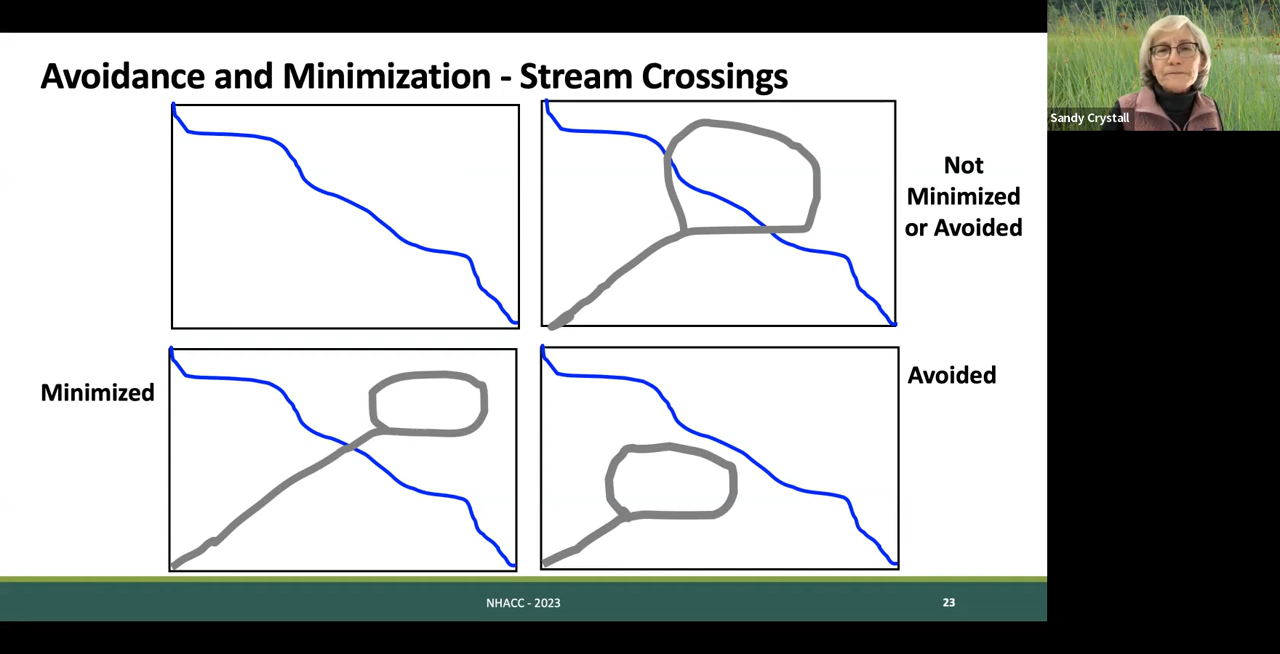 Avoidance and Minimization - Stream Crossings
Sandy Crystall
Not
Minimized
or Avoided
Minimized
Avoided
NHACC - 2023
23